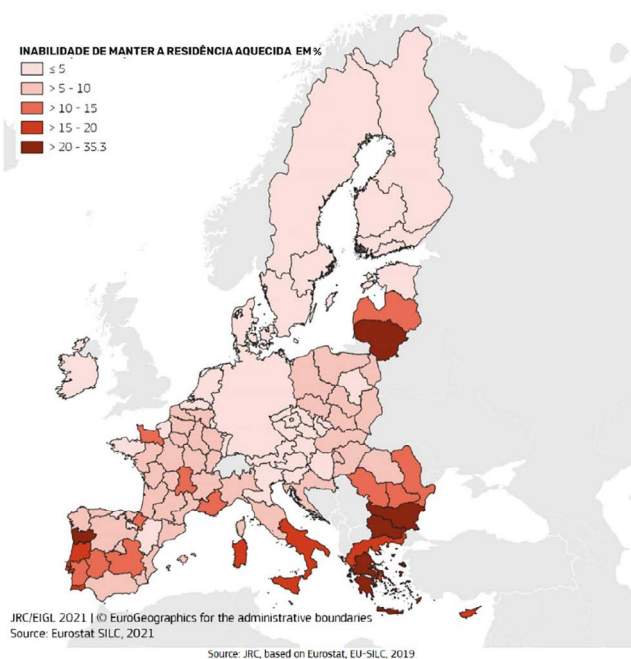 INABILIDADE DE MANTER A RESIDÊNCIA AQUECIDA EM %
≤ 5
> 5 - 10
> 10 - 15
> 15 - 20
> 20 - 35.3
JRC/EIGL 2021 | © EuroGeographics for the administrative boundaries
Source: Eurostat SILC, 2021
Source: JRC, based on Eurostat, EU-SILC, 2019